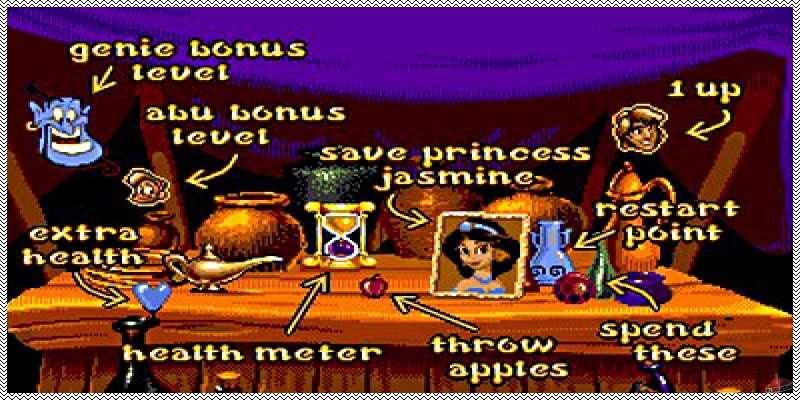 genie bonus
level
1 up
abu bonus
level
save princess
jasmine
restart
point
extra
health
health meter
throw
apples
spend
these